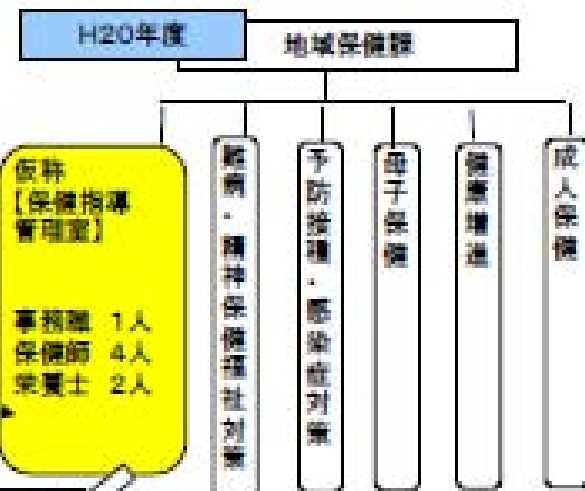 H20年度
地域保健課
仮称
【保健指導
管理室】
事務職 1人
保健師 4人
栄養士 2人
難病・精神保健福祉対策
予防接種・感染症対策
母子保健
健康増進
成人保健